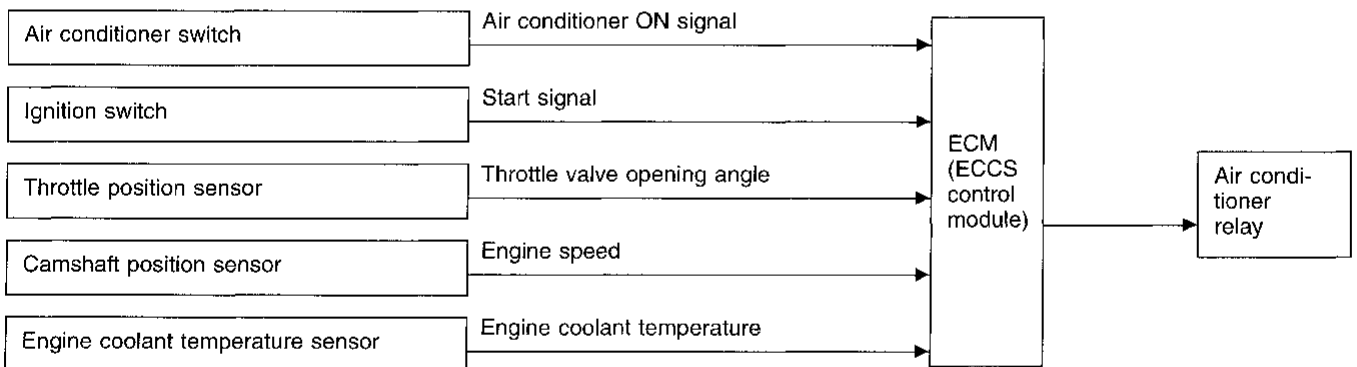 Air conditioner switch
Air conditioner ON signal
Ignition switch
Start signal
Throttle position sensor
Throttle valve opening angle
Camshaft position sensor
Engine speed
Engine coolant temperature sensor
Engine coolant temperature
ECM
(ECCS
control
module)
Air condi-
tioner
relay